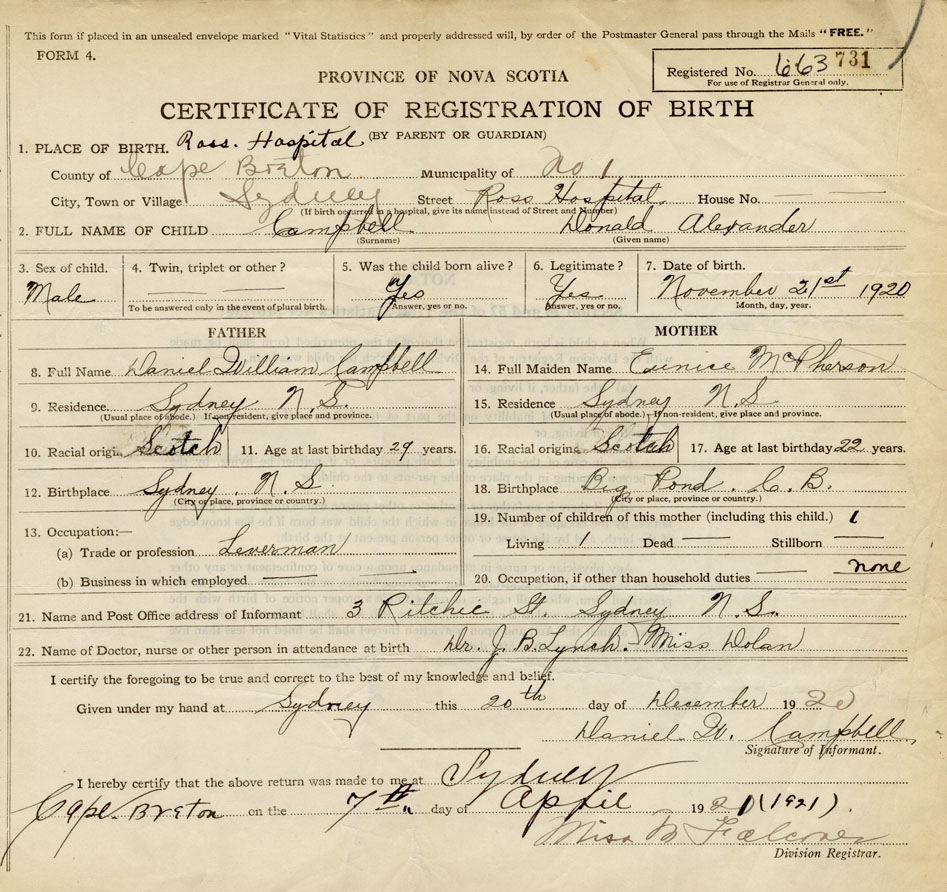 This form if placed in an unsealed envelope marked "Vital Statistics" and properly addressed will, by order of the Postmaster General pass through the Mails "FREE."
FORM 4.
Registered No. 663 731
For use of Registrar General only.
PROVINCE OF NOVA SCOTIA
CERTIFICATE OF REGISTRATION OF BIRTH
(BY PARENT OR GUARDIAN)
1. PLACE OF BIRTH. Ross. Hospital
County of Cape Breton Municipality of No 1
City, Town or Village Sydney Street Ross Hospital House No.
(If birth occurred in a hospital, give its name instead of Street and Number)
2. FULL NAME OF CHILD Campbell Donald Alexander
(Surname) (Given name)
3. Sex of child. 4. Twin, triplet or other? 5. Was the child born alive? 6. Legitimate? 7. Date of birth.
Male Yes Yes November 21st 1920
To be answered only in the event of plural birth. Answer, yes or no. Answer, yes or no. Month, day, year.
FATHER MOTHER
8. Full Name Daniel William Campbell 14. Full Maiden Name Eunice McPherson
9. Residence Sydney N.S. 15. Residence Sydney N.S
(Usual place of abode.) If non-resident, give place and province. (Usual place of abode.) If non-resident, give place and province.
10. Racial origin Scotch 11. Age at last birthday 29 years. 16. Racial origin Scotch 17. Age at last birthday 22 years.
12. Birthplace Sydney. N.S. 18. Birthplace Big Pond. C.B.
(City or place, province or country.) (City or place, province or country.)
13. Occupation:— 19. Number of children of this mother (including this child.) 1
(a) Trade or profession Leverman Living 1 Dead — Stillborn —
(b) Business in which employed — 20. Occupation, if other than household duties — none
21. Name and Post Office address of Informant 3 Ritchie St. Sydney N.S.
22. Name of Doctor, nurse or other person in attendance at birth Dr. J. B. Lynch. Miss Dolan
I certify the foregoing to be true and correct to the best of my knowledge and belief.
Given under my hand at Sydney this 20th day of December 1920
Daniel W. Campbell
Signature of Informant.
I hereby certify that the above return was made to me at Sydney
Cape Breton on the 7th day of April 1921 (1921).
Miss M Falconer
Division Registrar.